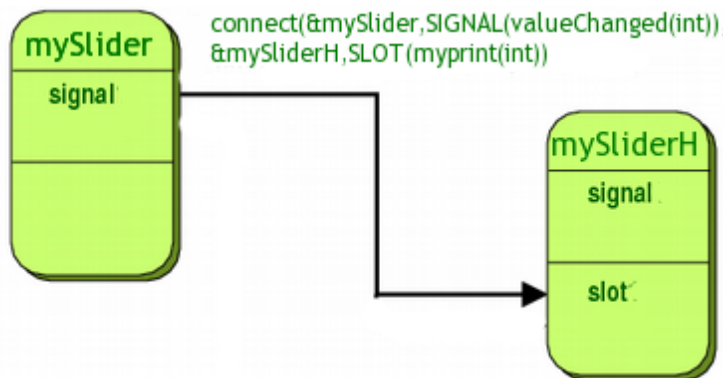 mySlider
signal
connect(&mySlider,SIGNAL(valueChanged(int))
&mySliderH,SLOT(myprint(int))
mySliderH
signal
slot